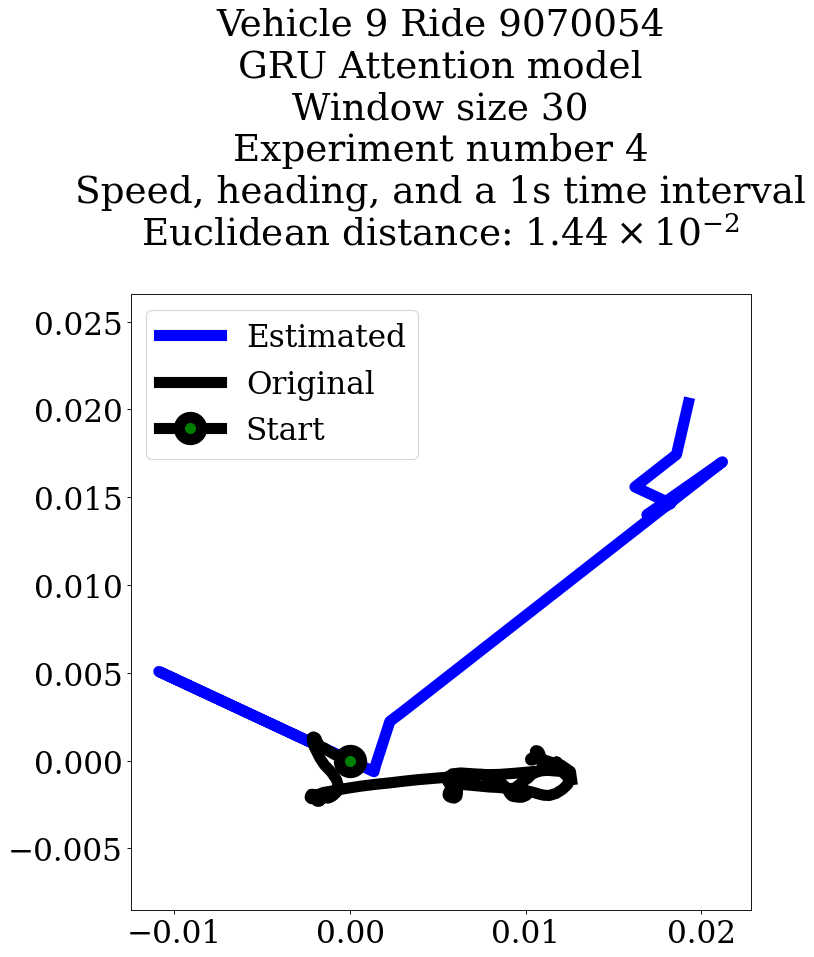 Vehicle 9 Ride 9070054
GRU Attention model
Window size 30
Experiment number 4
Speed, heading, and a 1s time interval
Euclidean distance: 1.44 × 10⁻²
Estimated
Original
Start
0.025
0.020
0.015
0.010
0.005
0.000
−0.005
−0.01 0.00 0.01 0.02